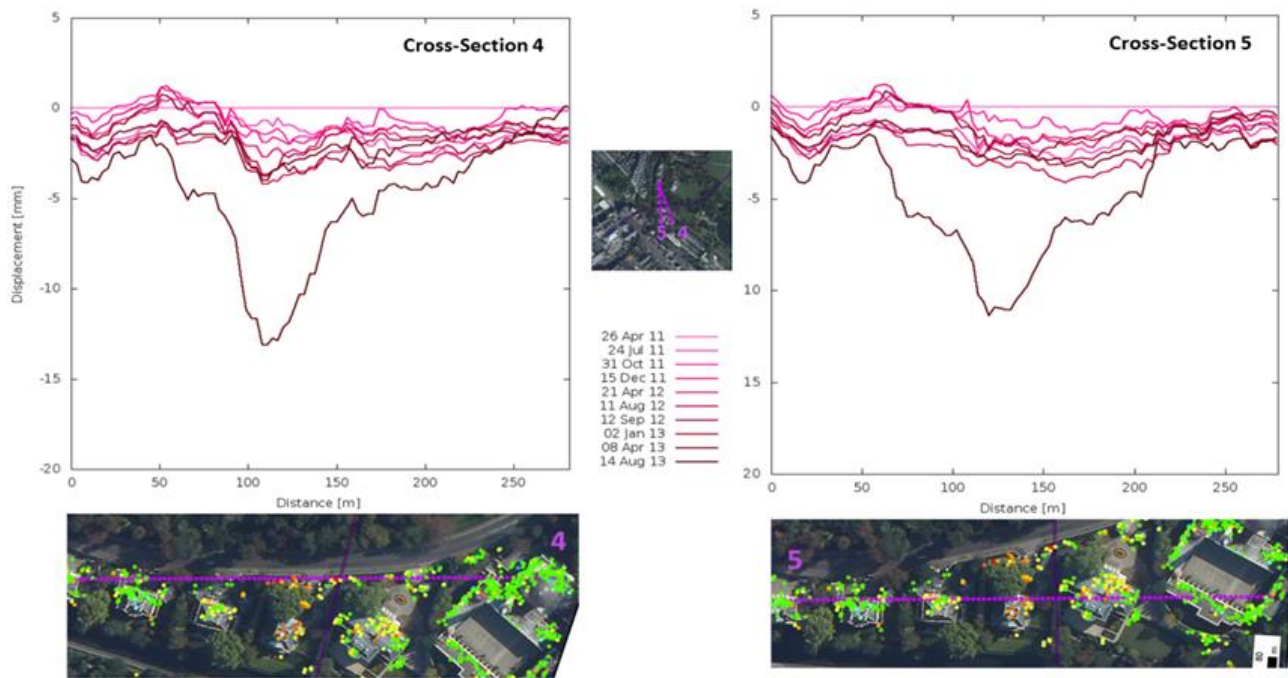 Cross-Section 4
5
0
-5
-10
-15
-20
0
50
100
150
200
250
Displacement [mm]
Distance [m]
5 4
26 Apr 11
24 Jul 11
31 Oct 11
15 Dec 11
21 Apr 12
11 Aug 12
12 Sep 12
02 Jan 13
08 Apr 13
14 Aug 13
Cross-Section 5
5
0
-5
10
15
20
0
50
100
150
200
250
Distance [m]
4
5
80
m